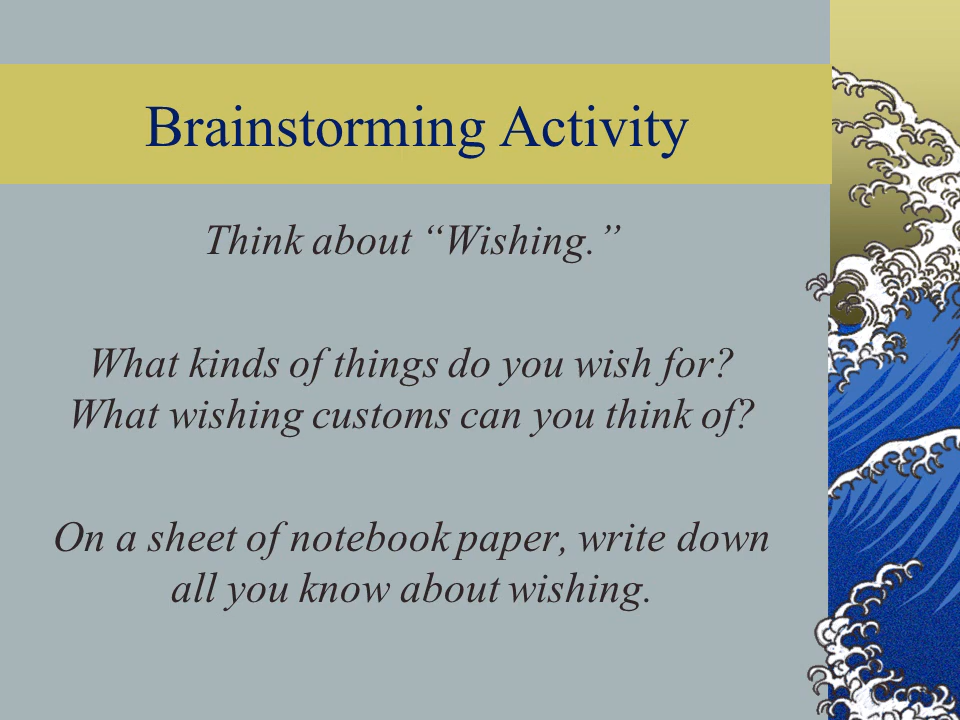 Brainstorming Activity
Think about “Wishing.”
What kinds of things do you wish for?
What wishing customs can you think of?
On a sheet of notebook paper, write down
all you know about wishing.